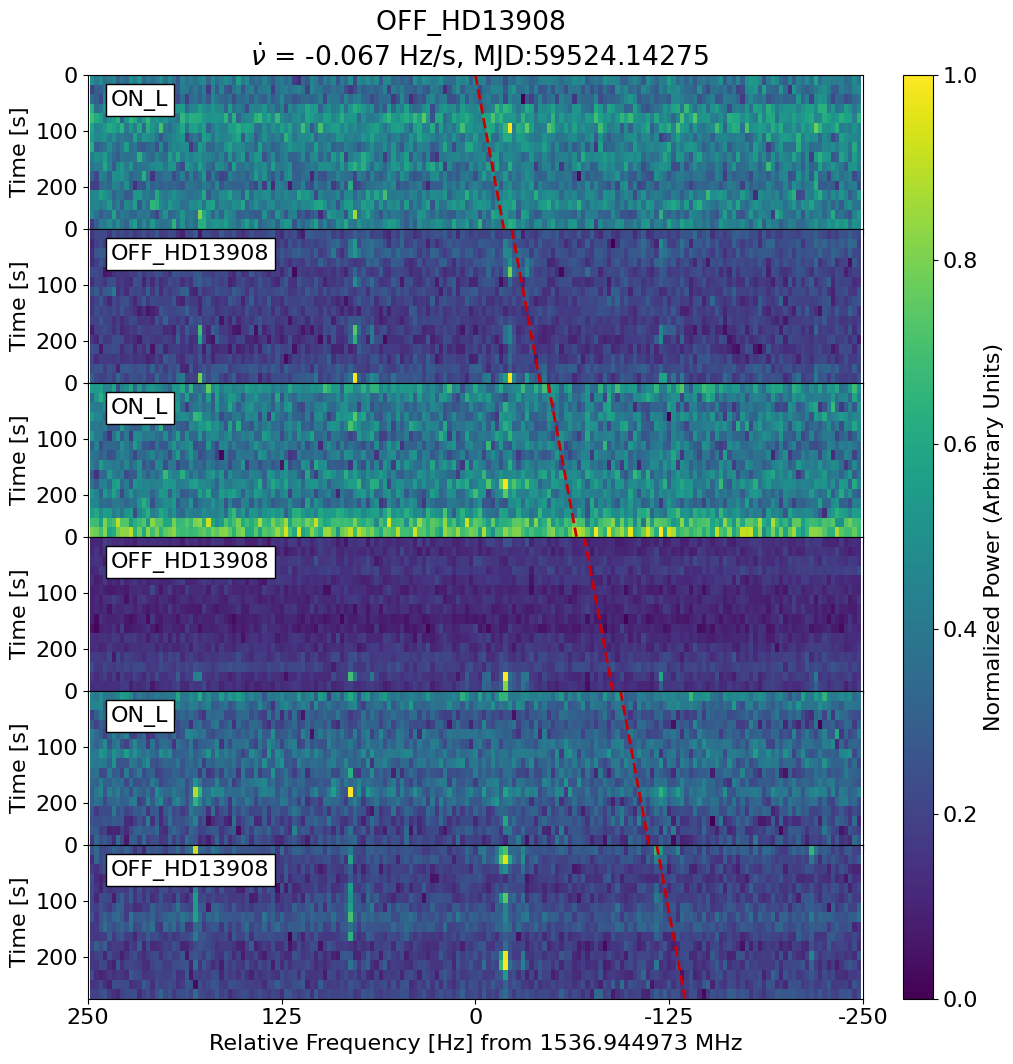 OFF_HD13908
ν̇ = -0.067 Hz/s, MJD:59524.14275
0
ON_L
100
Time [s]
200
0
OFF_HD13908
100
Time [s]
200
0
ON_L
100
Time [s]
200
0
OFF_HD13908
100
Time [s]
200
0
ON_L
100
Time [s]
200
0
OFF_HD13908
100
Time [s]
200
250 125 0 -125 -250
Relative Frequency [Hz] from 1536.944973 MHz
1.0
0.8
0.6
0.4
0.2
0.0
Normalized Power (Arbitrary Units)